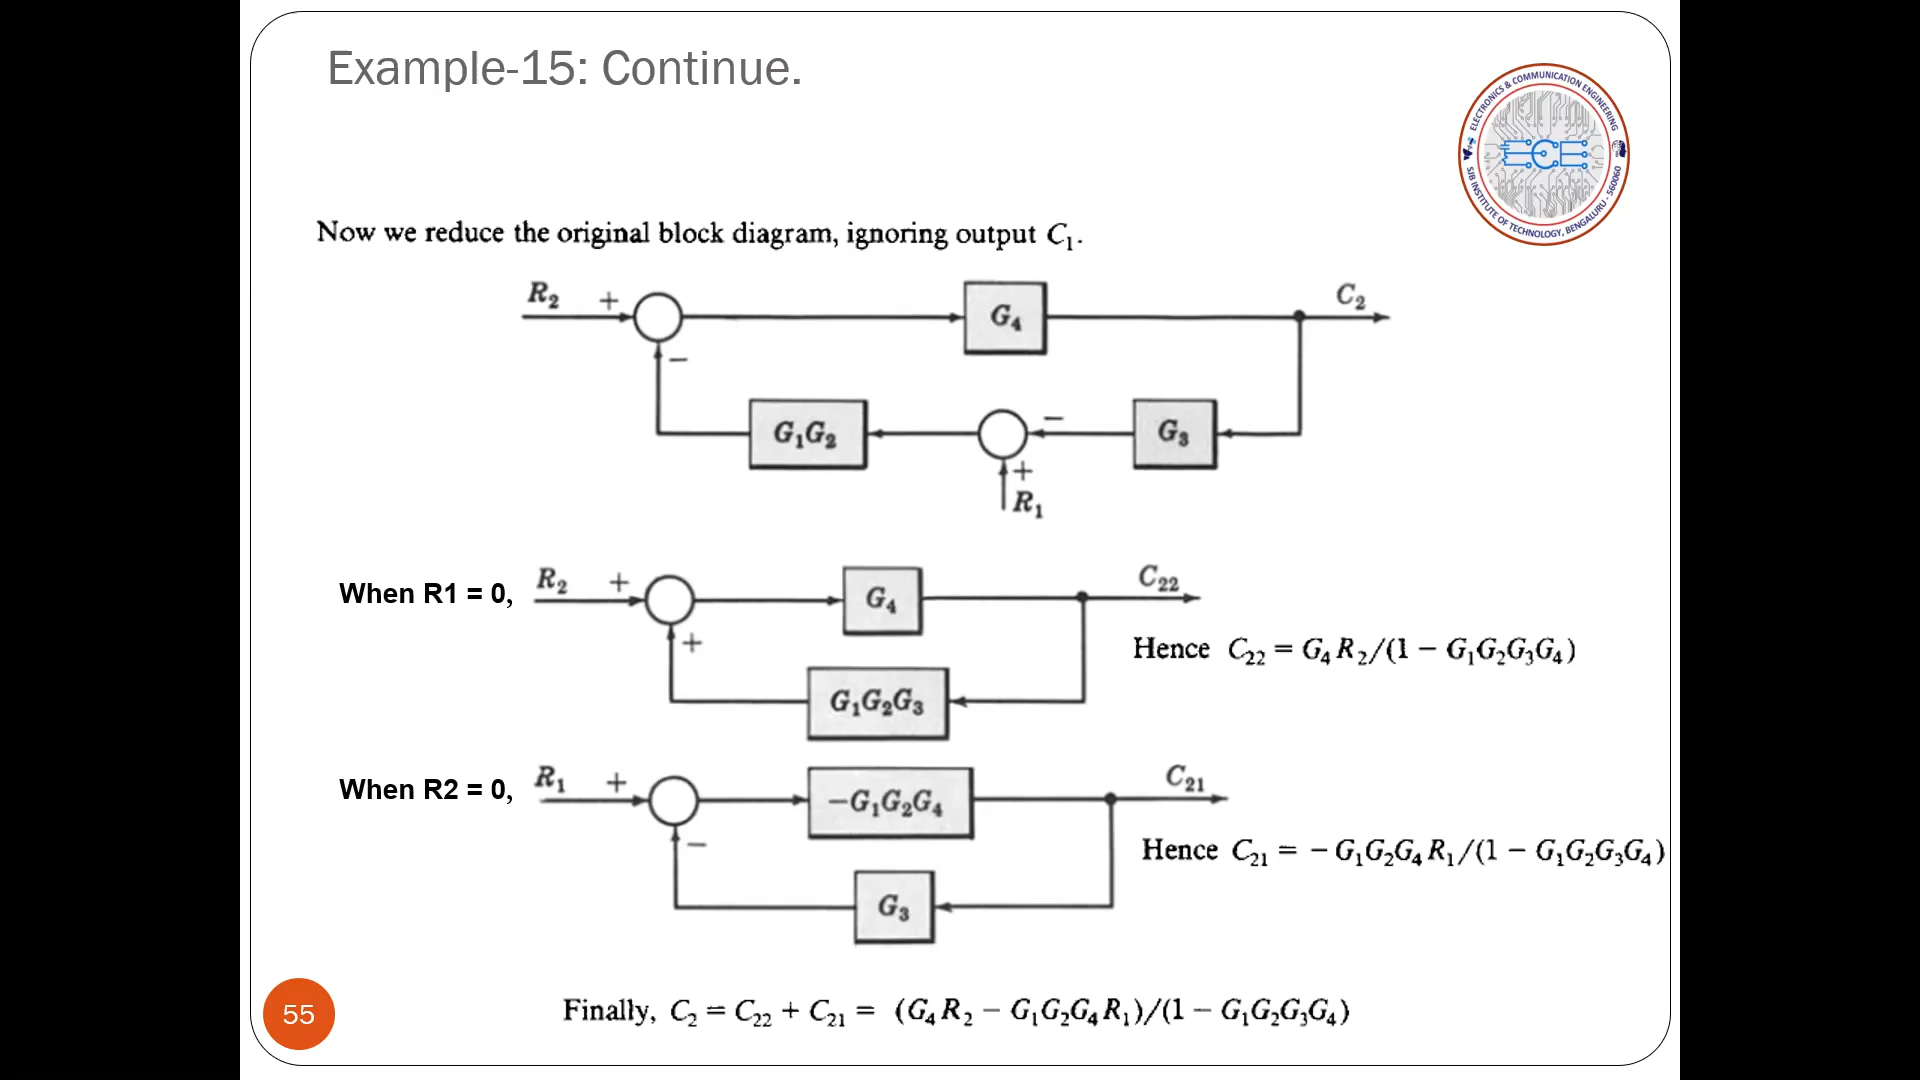 Example-15: Continue.
ELECTRONICS & COMMUNICATION ENGINEERING
ECE
SJB INSTITUTE OF TECHNOLOGY, BENGALURU - 560060
Now we reduce the original block diagram, ignoring output C₁.
R₂ + G₄ C₂
−
G₁G₂ − G₃
+
R₁
When R1 = 0, R₂ + G₄ C₂₂
+
Hence C₂₂ = G₄R₂/(1 − G₁G₂G₃G₄)
G₁G₂G₃
When R2 = 0, R₁ + −G₁G₂G₄ C₂₁
−
Hence C₂₁ = −G₁G₂G₄R₁/(1 − G₁G₂G₃G₄)
G₃
55
Finally, C₂ = C₂₂ + C₂₁ = (G₄R₂ − G₁G₂G₄R₁)/(1 − G₁G₂G₃G₄)